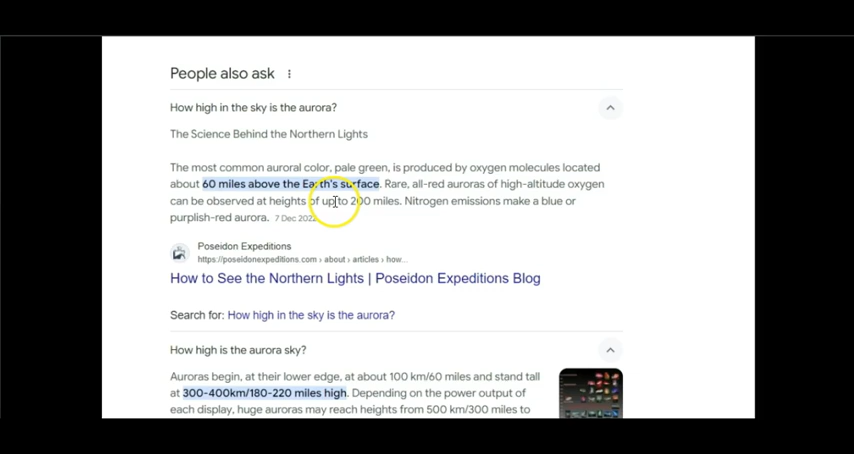 People also ask
How high in the sky is the aurora?
The Science Behind the Northern Lights
The most common auroral color, pale green, is produced by oxygen molecules located
about 60 miles above the Earth's surface. Rare, all-red auroras of high-altitude oxygen
can be observed at heights of up to 200 miles. Nitrogen emissions make a blue or
purplish-red aurora. 7 Dec 2022
Poseidon Expeditions
https://poseidonexpeditions.com › about › articles › how...
How to See the Northern Lights | Poseidon Expeditions Blog
Search for: How high in the sky is the aurora?
How high is the aurora sky?
Auroras begin, at their lower edge, at about 100 km/60 miles and stand tall
at 300-400km/180-220 miles high. Depending on the power output of
each display, huge auroras may reach heights from 500 km/300 miles to